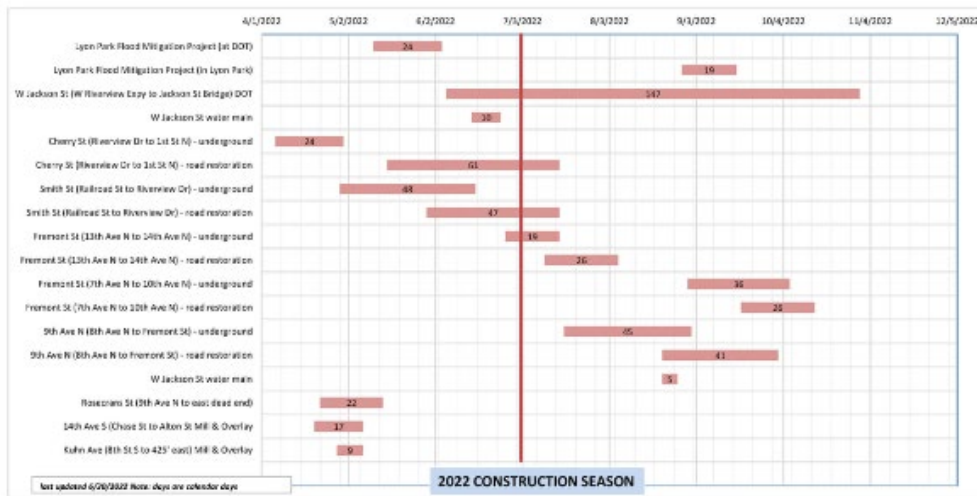 4/1/2022 5/2/2022 6/2/2022 7/3/2022 8/3/2022 9/3/2022 10/4/2022 11/4/2022 12/5/2022
Lyon Park Flood Mitigation Project (at DOT) 24
Lyon Park Flood Mitigation Project (in Lyon Park) 19
W Jackson St (W Riverview Expy to Jackson St Bridge) DOT 147
W Jackson St water main 10
Cherry St (Riverview Dr to 1st St N) - underground 24
Cherry St (Riverview Dr to 1st St N) - road restoration 61
Smith St (Railroad St to Riverview Dr) - underground 48
Smith St (Railroad St to Riverview Dr) - road restoration 47
Fremont St (13th Ave N to 14th Ave N) - underground 19
Fremont St (13th Ave N to 14th Ave N) - road restoration 26
Fremont St (7th Ave N to 10th Ave N) - underground 36
Fremont St (7th Ave N to 10th Ave N) - road restoration 26
9th Ave N (8th Ave N to Fremont St) - underground 45
9th Ave N (8th Ave N to Fremont St) - road restoration 41
W Jackson St water main 5
Rosecrans St (9th Ave N to east dead end) 22
14th Ave S (Chase St to Alton St Mill & Overlay 17
Kuhn Ave (8th St S to 425' east) Mill & Overlay 9
last updated 6/20/2022 Note: days are calendar days
2022 CONSTRUCTION SEASON